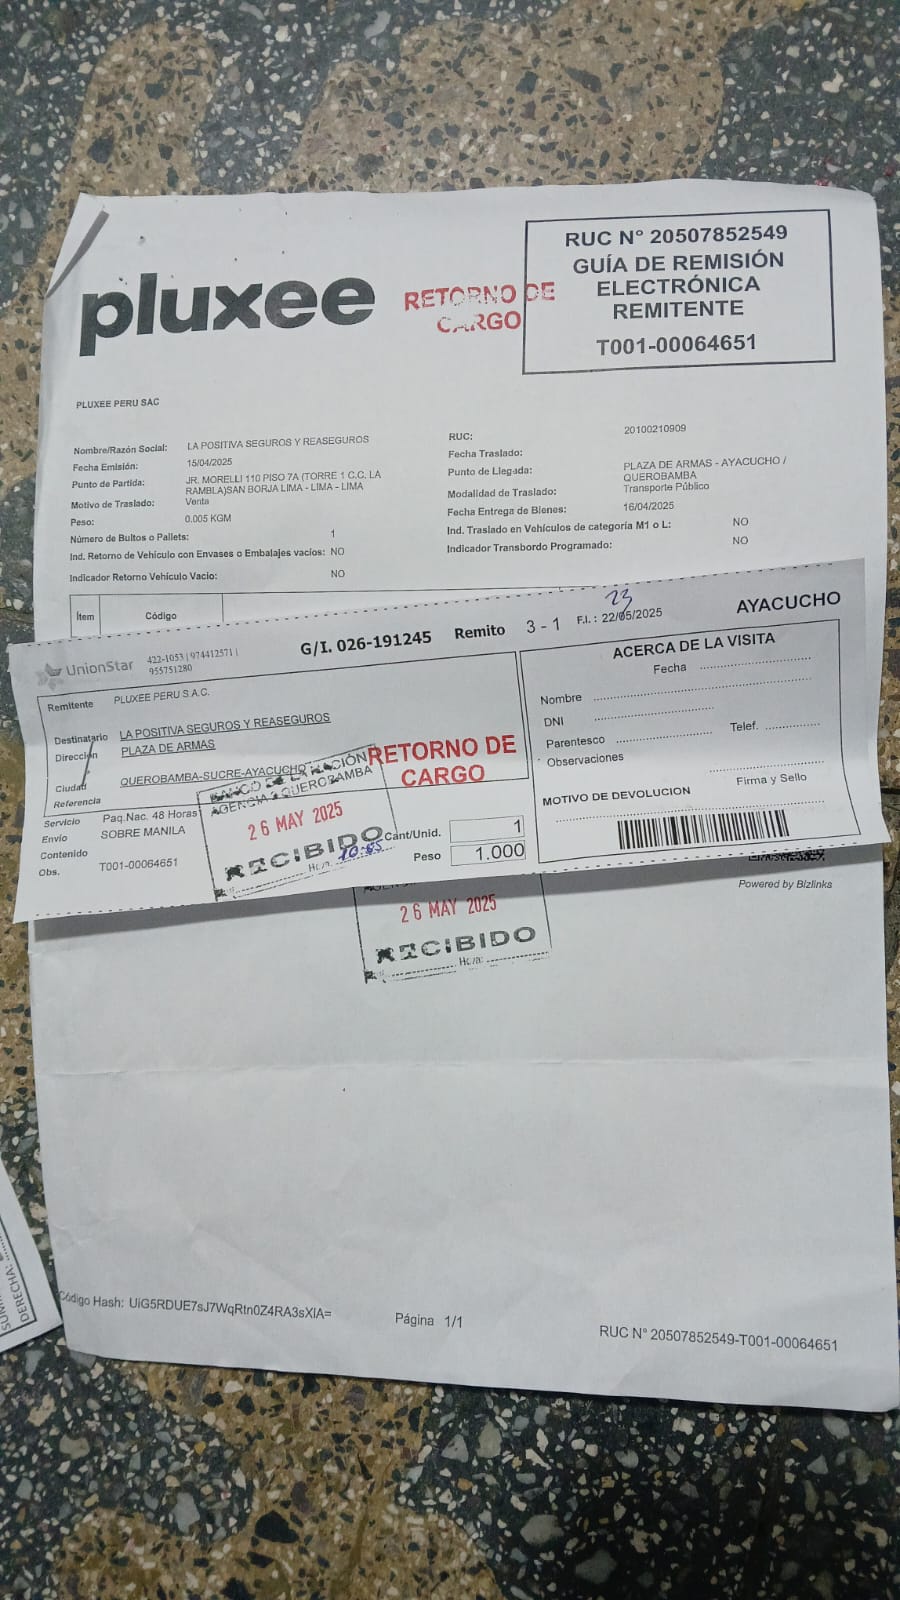 pluxee
RETORNO DE
CARGO
RUC N° 20507852549
GUÍA DE REMISIÓN
ELECTRÓNICA
REMITENTE
T001-00064651
PLUXEE PERU SAC
Nombre/Razón Social: LA POSITIVA SEGUROS Y REASEGUROS
Fecha Emisión: 15/04/2025
Punto de Partida: JR. MORELLI 110 PISO 7A (TORRE 1 C.C. LA
RAMBLA)SAN BORJA LIMA - LIMA - LIMA
Motivo de Traslado: Venta
Peso: 0.005 KGM
Número de Bultos o Pallets: 1
Ind. Retorno de Vehículo con Envases o Embalajes vacíos: NO
Indicador Retorno Vehículo Vacío: NO
RUC: 20100210909
Fecha Traslado:
Punto de Llegada: PLAZA DE ARMAS - AYACUCHO /
QUEROBAMBA
Modalidad de Traslado: Transporte Público
Fecha Entrega de Bienes: 16/04/2025
Ind. Traslado en Vehículos de categoría M1 o L: NO
Indicador Transbordo Programado: NO
Ítem Código
UnionStar 422-1053 | 974412571 |
955751280
G/I. 026-191245 Remito 3 - 1 F.I.: 22/05/2025 AYACUCHO
23
Remitente PLUXEE PERU S.A.C.
Destinatario LA POSITIVA SEGUROS Y REASEGUROS
Dirección PLAZA DE ARMAS
Ciudad QUEROBAMBA-SUCRE-AYACUCHO
Referencia
Servicio Paq.Nac. 48 Horas
Envio SOBRE MANILA
Contenido
Obs. T001-00064651
RETORNO DE
CARGO
BANCO DE LA NACIÓN
AGENCIA 3 QUEROBAMBA
26 MAY 2025
RECIBIDO
Hora: 10:05
Cant/Unid. 1
Peso 1.000
ACERCA DE LA VISITA
Fecha
Nombre
DNI
Parentesco Telef.
Observaciones
Firma y Sello
MOTIVO DE DEVOLUCION
Powered by Bizlinks
26 MAY 2025
RECIBIDO
Hora:
Código Hash: UiG5RDUE7sJ7WqRtn0Z4RA3sXIA=
Página 1/1
RUC N° 20507852549-T001-00064651
DERECHA: